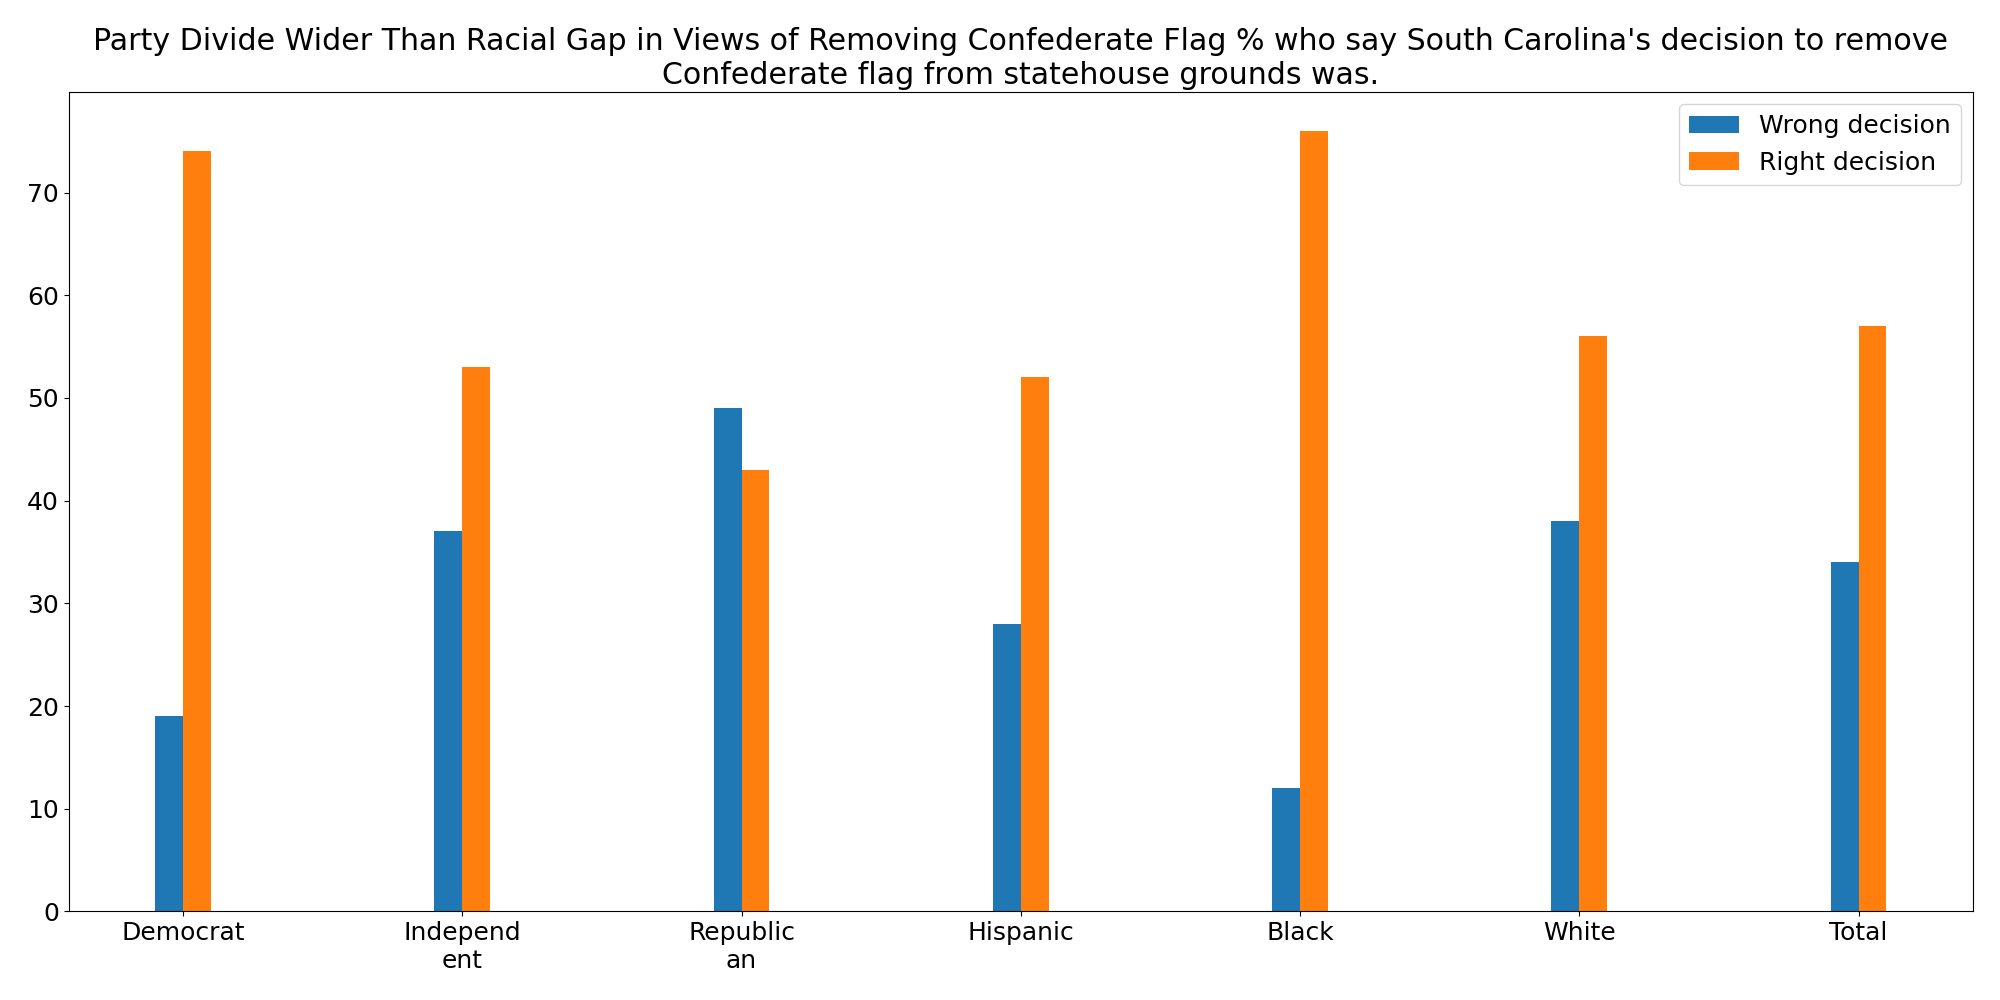 Party Divide Wider Than Racial Gap in Views of Removing Confederate Flag % who say South Carolina's decision to remove
Confederate flag from statehouse grounds was.
Wrong decision
Right decision
70
60
50
40
30
20
10
0
Democrat
Independ
ent
Republic
an
Hispanic
Black
White
Total